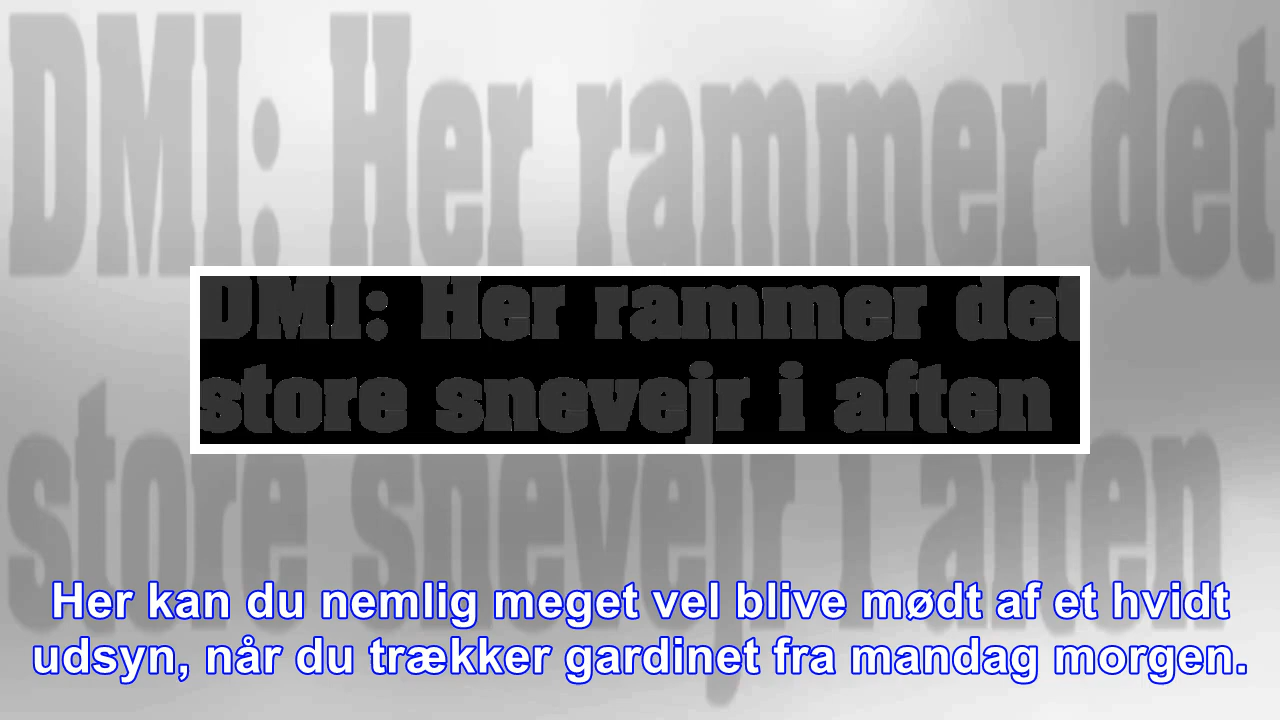 DMI: Her rammer det
DMI: Her rammer det
store snevejr i aften
store snevejr i aften
Her kan du nemlig meget vel blive mødt af et hvidt
udsyn, når du trækker gardinet fra mandag morgen.